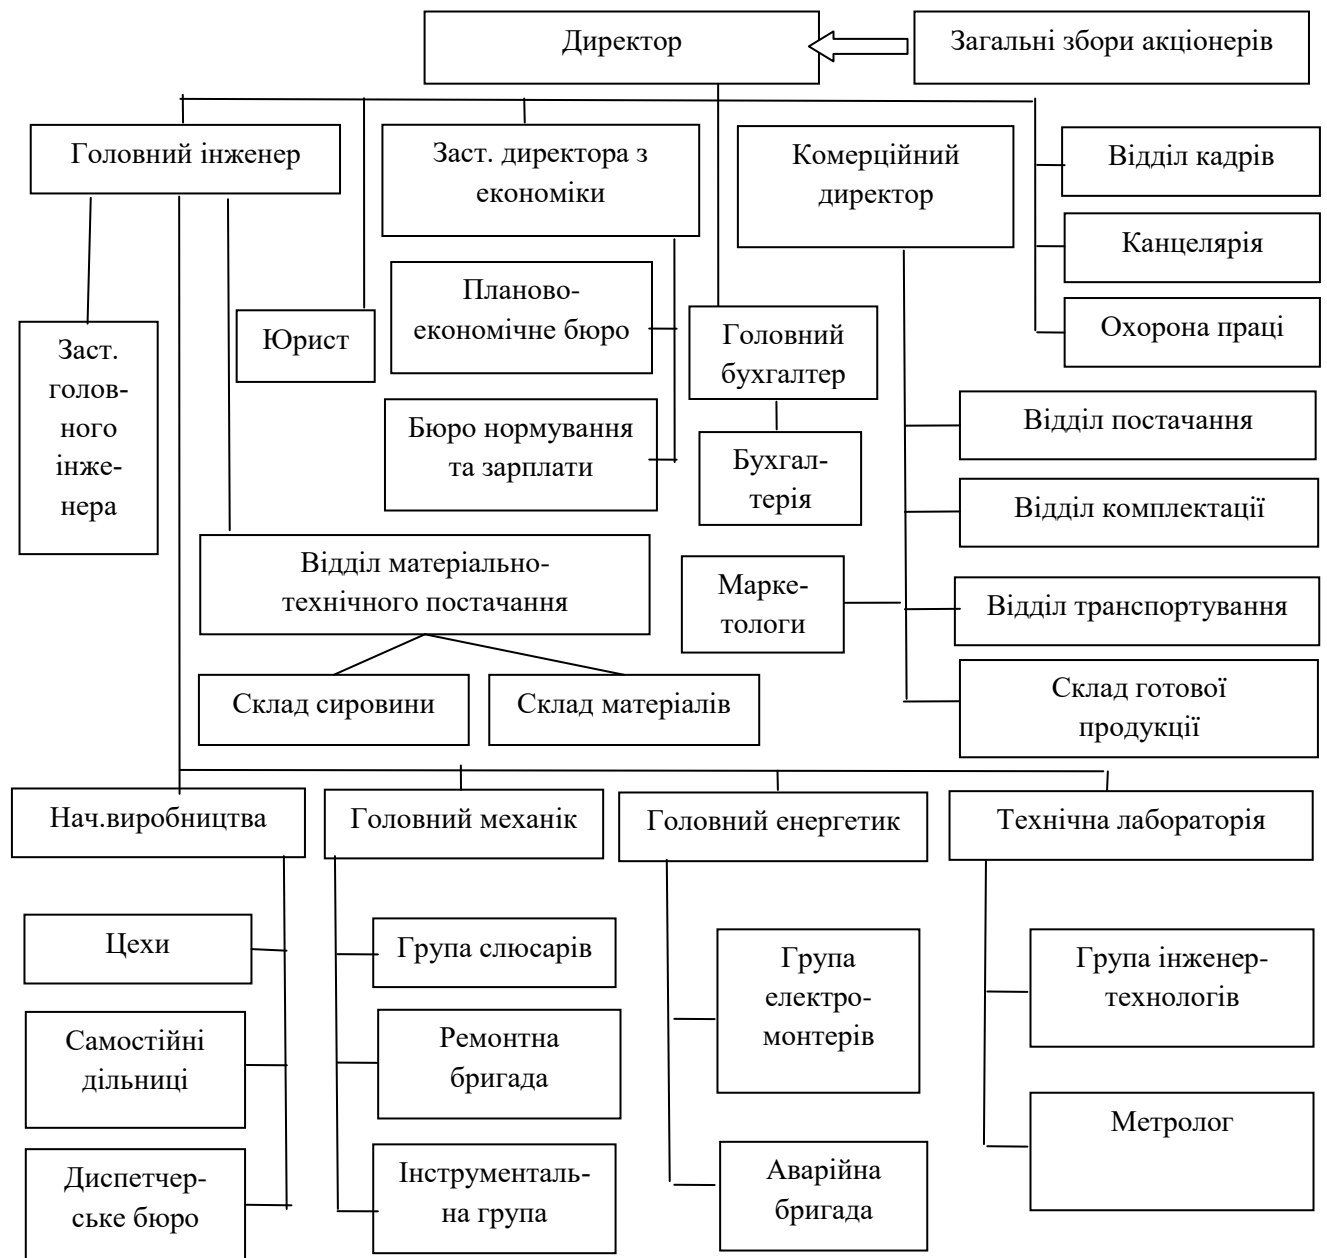 Директор
Загальні збори акціонерів
Головний інженер
Заст. директора з
економіки
Комерційний
директор
Відділ кадрів
Канцелярія
Охорона праці
Заст.
голов-
ного
інже-
нера
Юрист
Планово-
економічне бюро
Головний
бухгалтер
Бюро нормування
та зарплати
Бухгал-
терія
Відділ постачання
Відділ комплектації
Відділ матеріально-
технічного постачання
Марке-
тологи
Відділ транспортування
Склад сировини
Склад матеріалів
Склад готової
продукції
Нач.виробництва
Головний механік
Головний енергетик
Технічна лабораторія
Цехи
Група слюсарів
Група
електро-
монтерів
Група інженер-
технологів
Самостійні
дільниці
Ремонтна
бригада
Метролог
Диспетчер-
ське бюро
Інструменталь-
на група
Аварійна
бригада